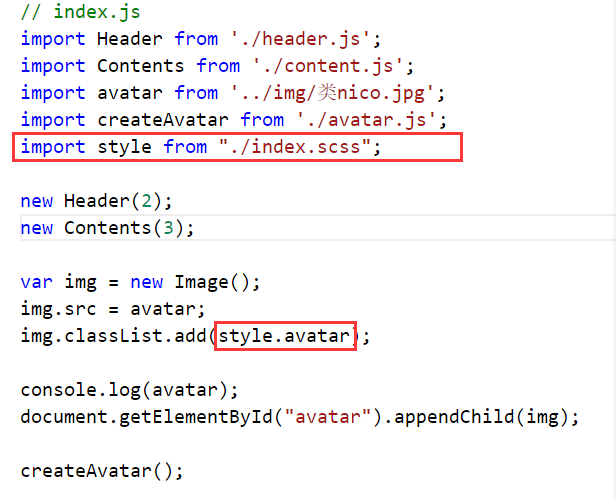 // index.js
import Header from './header.js';
import Contents from './content.js';
import avatar from '../img/类nico.jpg';
import createAvatar from './avatar.js';
import style from "./index.scss";
new Header(2);
new Contents(3);
var img = new Image();
img.src = avatar;
img.classList.add(style.avatar);
console.log(avatar);
document.getElementById("avatar").appendChild(img);
createAvatar();